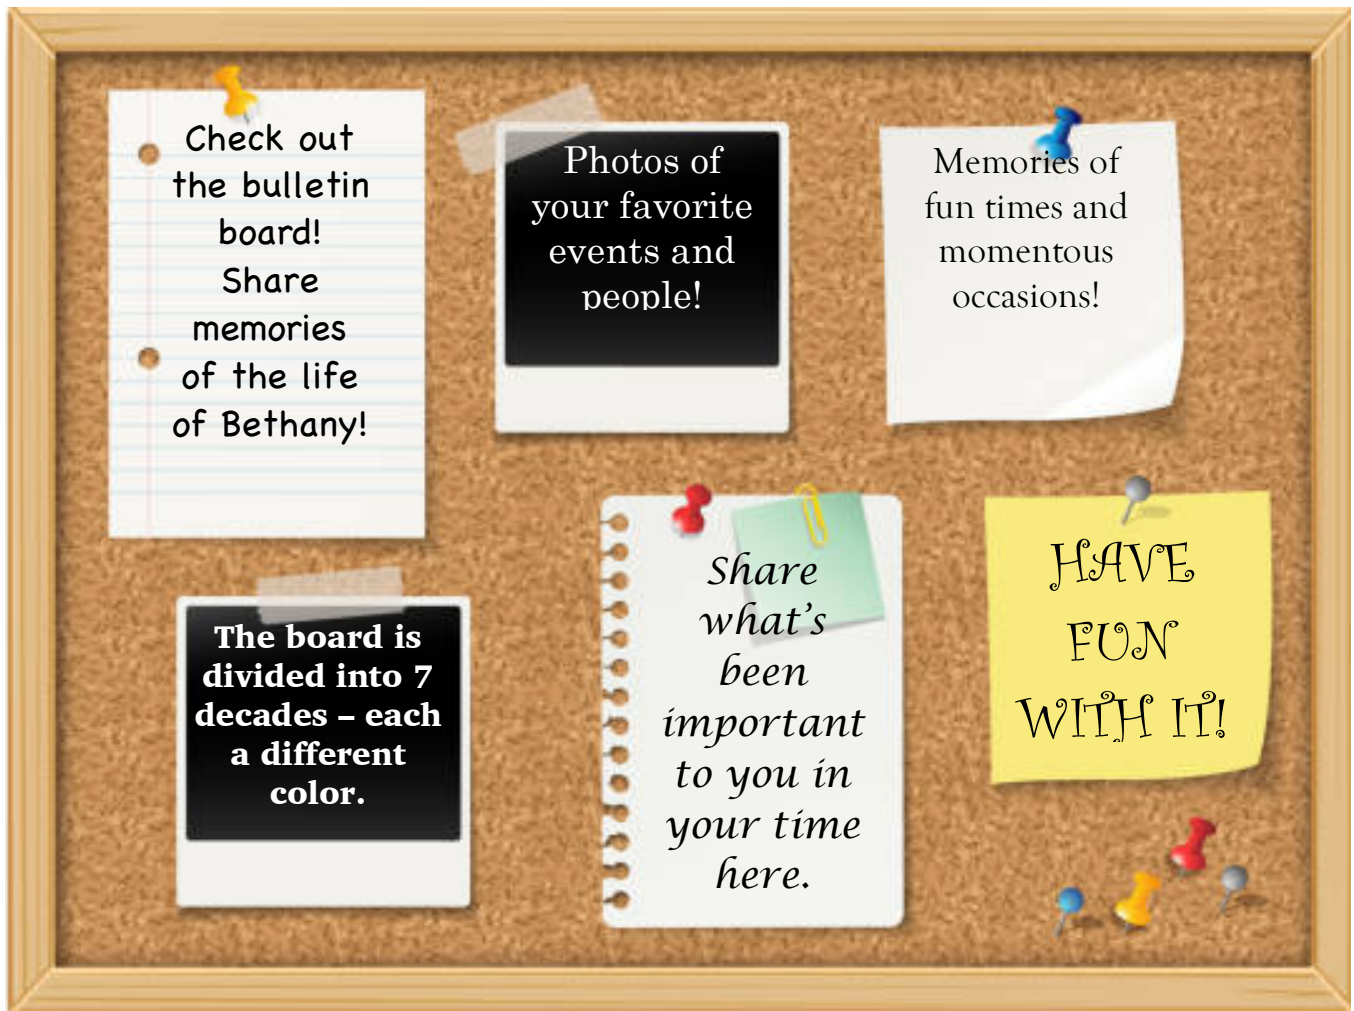 Check out
the bulletin
board!
Share
memories
of the life
of Bethany!
Photos of
your favorite
events and
people!
Memories of
fun times and
momentous
occasions!
The board is
divided into 7
decades – each
a different
color.
Share
what’s
been
important
to you in
your time
here.
HAVE
FUN
WITH IT!